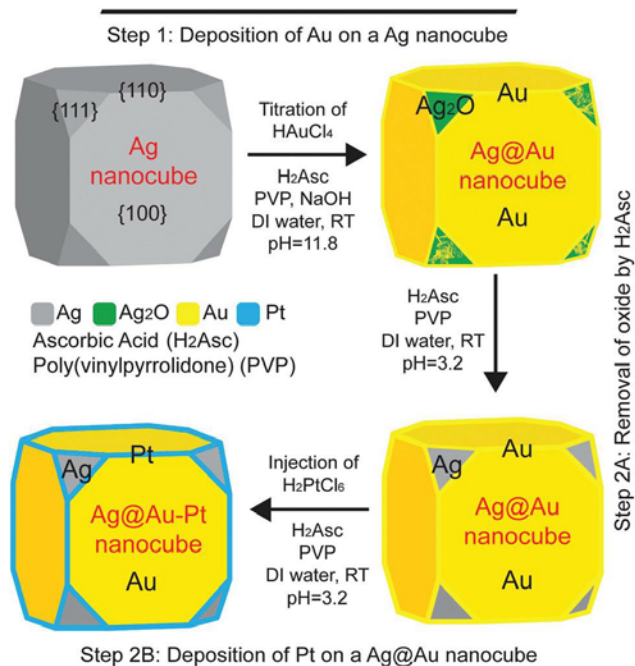 Step 1: Deposition of Au on a Ag nanocube
{110}
{111}
Ag
nanocube
{100}
Titration of
HAuCl₄
H₂Asc
PVP, NaOH
DI water, RT
pH=11.8
Ag₂O
Au
Ag@Au
nanocube
Au
Ag Ag₂O Au Pt
Ascorbic Acid (H₂Asc)
Poly(vinylpyrrolidone) (PVP)
H₂Asc
PVP
DI water, RT
pH=3.2
Step 2A: Removal of oxide by H₂Asc
Pt
Ag
Ag@Au-Pt
nanocube
Au
Injection of
H₂PtCl₆
H₂Asc
PVP
DI water, RT
pH=3.2
Au
Ag
Ag@Au
nanocube
Au
Step 2B: Deposition of Pt on a Ag@Au nanocube